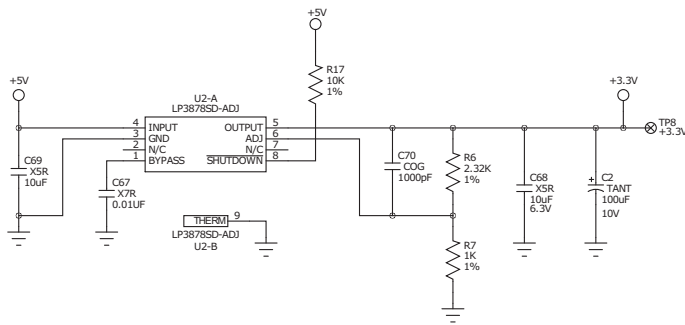 +5V
R17
10K
1%
+5V
U2-A
LP3878SD-ADJ
4 INPUT OUTPUT 5
3 GND ADJ 6
2 N/C N/C 7
1 BYPASS SHUTDOWN 8
C69
X5R
10uF
C67
X7R
0.01UF
THERM 9
LP3878SD-ADJ
U2-B
C70
COG
1000pF
R6
2.32K
1%
R7
1K
1%
C68
X5R
10uF
6.3V
+
C2
TANT
100uF
10V
+3.3V
TP8
+3.3V